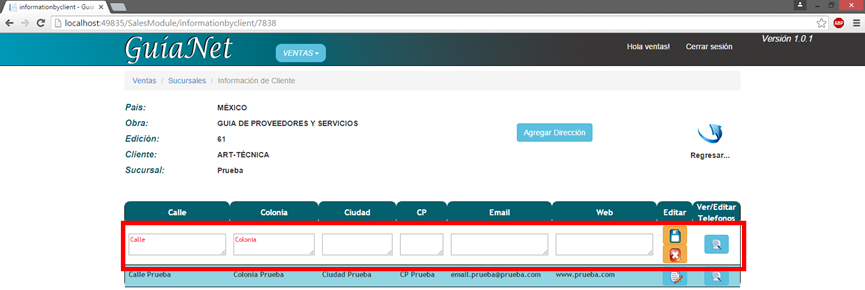 informationbyclient - Gu
localhost:49835/SalesModule/informationbyclient/7838
GuíaNet
VENTAS
Hola ventas!
Cerrar sesión
Versión 1.0.1
Ventas / Sucursales / Información de Cliente
País: MÉXICO
Obra: GUIA DE PROVEEDORES Y SERVICIOS
Edición: 61
Cliente: ART-TÉCNICA
Sucursal: Prueba
Agregar Dirección
Regresar...
Calle Colonia Ciudad CP Email Web Editar Ver/Editar Telefonos
Calle Colonia
Calle Prueba Colonia Prueba Ciudad Prueba CP Prueba email.prueba@prueba.com www.prueba.com